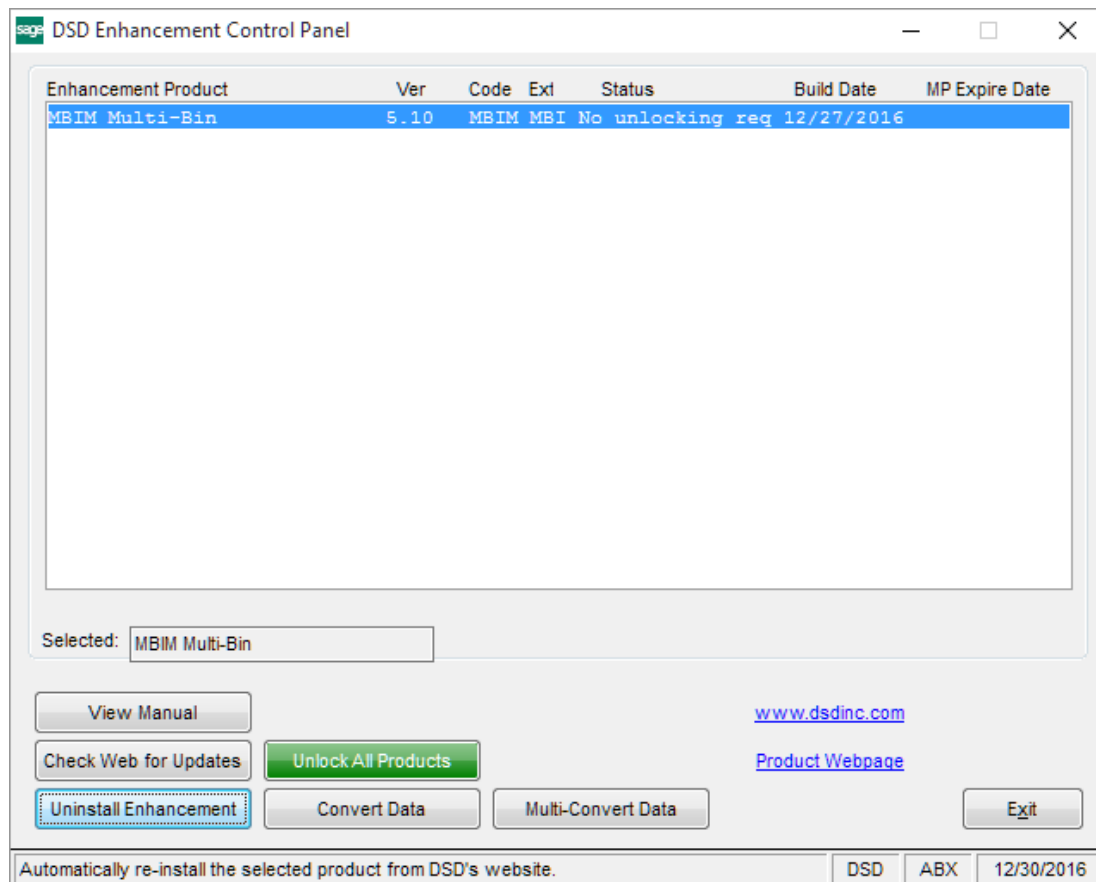 sage DSD Enhancement Control Panel
Enhancement Product Ver Code Ext Status Build Date MP Expire Date
MBIM Multi-Bin 5.10 MBIM MBI No unlocking req 12/27/2016
Selected: MBIM Multi-Bin
View Manual www.dsdinc.com
Check Web for Updates Unlock All Products Product Webpage
Uninstall Enhancement Convert Data Multi-Convert Data Exit
Automatically re-install the selected product from DSD's website. DSD ABX 12/30/2016